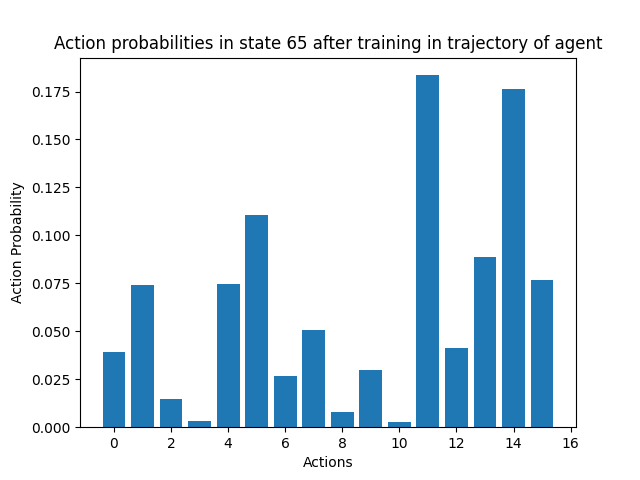 Action probabilities in state 65 after training in trajectory of agent
0.175
0.150
0.125
0.100
0.075
0.050
0.025
0.000
Action Probability
0 2 4 6 8 10 12 14 16
Actions